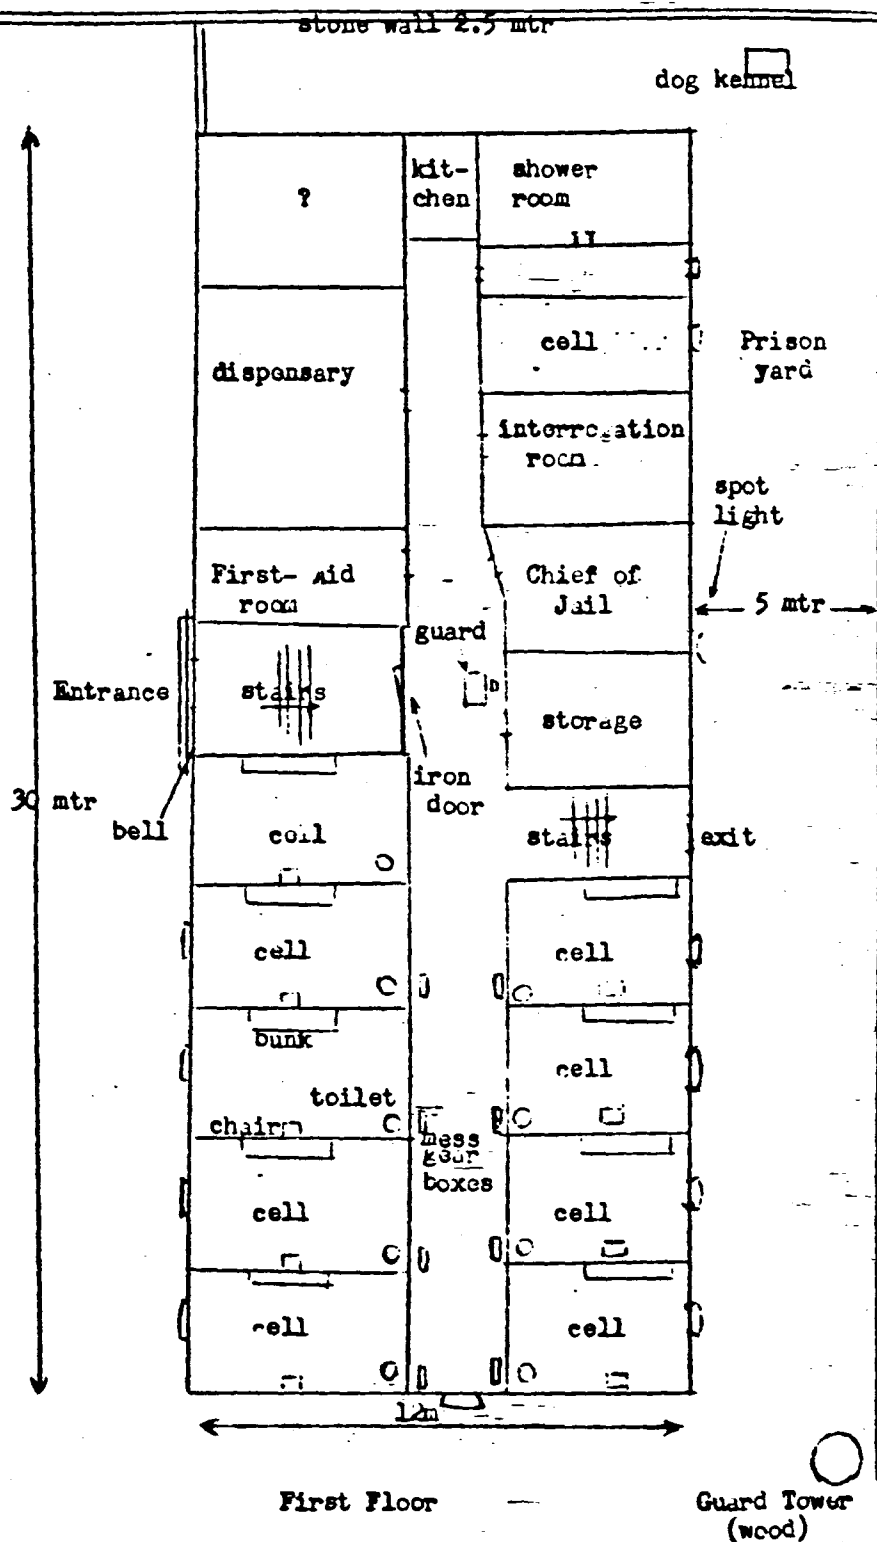 stone wall 2.5 mtr
dog kennel
kit-
chen
shower
room
?
cell
Prison
yard
dispensary
interrogation
room
spot
light
First- Aid
room
Chief of
Jail
5 mtr
guard
Entrance
stairs
storage
iron
door
30 mtr
bell
cell
stairs
exit
cell
cell
bunk
cell
toilet
chair
mess
gear
boxes
cell
cell
cell
cell
12m
First Floor
Guard Tower
(wood)